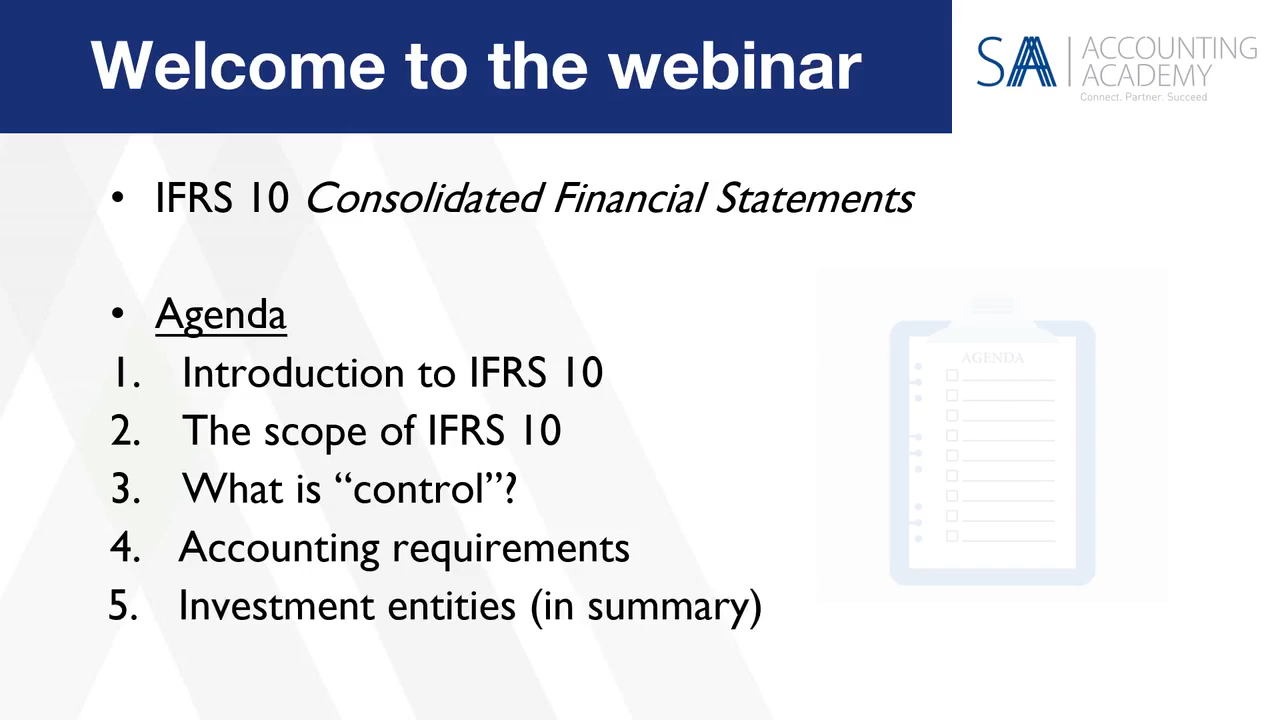 Welcome to the webinar
SAA | ACCOUNTING
ACADEMY
Connect. Partner. Succeed
• IFRS 10 Consolidated Financial Statements
• Agenda
1. Introduction to IFRS 10
2. The scope of IFRS 10
3. What is “control”?
4. Accounting requirements
5. Investment entities (in summary)
AGENDA